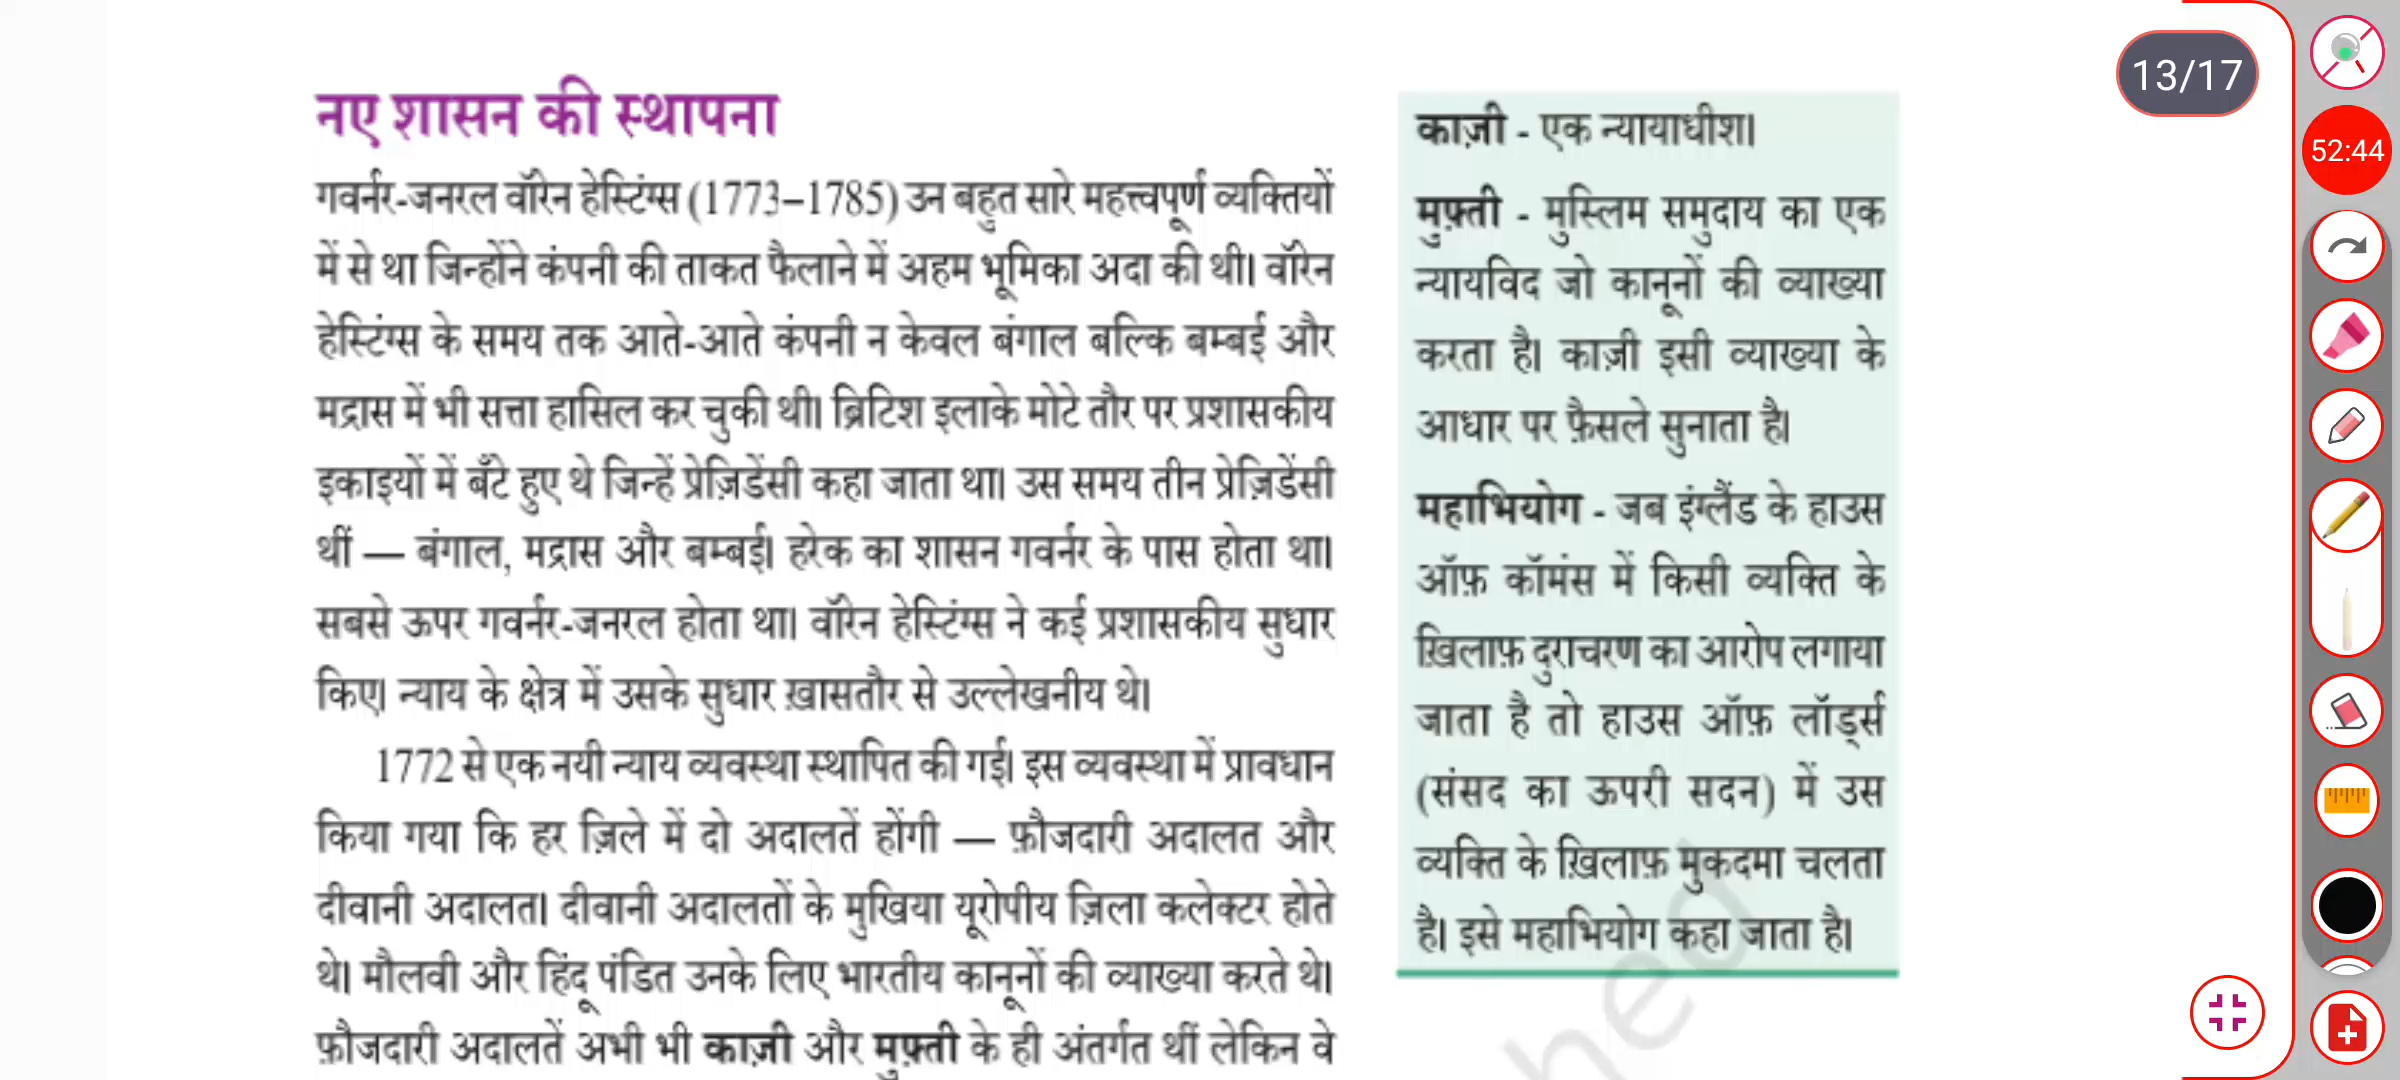 नए शासन की स्थापना
गवर्नर-जनरल वॉरेन हेस्टिंग्स (1773–1785) उन बहुत सारे महत्त्वपूर्ण व्यक्तियों
में से था जिन्होंने कंपनी की ताकत फैलाने में अहम भूमिका अदा की थी। वॉरेन
हेस्टिंग्स के समय तक आते-आते कंपनी न केवल बंगाल बल्कि बम्बई और
मद्रास में भी सत्ता हासिल कर चुकी थी। ब्रिटिश इलाके मोटे तौर पर प्रशासकीय
इकाइयों में बँटे हुए थे जिन्हें प्रेज़िडेंसी कहा जाता था। उस समय तीन प्रेज़िडेंसी
थीं — बंगाल, मद्रास और बम्बई। हरेक का शासन गवर्नर के पास होता था।
सबसे ऊपर गवर्नर-जनरल होता था। वॉरेन हेस्टिंग्स ने कई प्रशासकीय सुधार
किए। न्याय के क्षेत्र में उसके सुधार ख़ासतौर से उल्लेखनीय थे।
1772 से एक नयी न्याय व्यवस्था स्थापित की गई। इस व्यवस्था में प्रावधान
किया गया कि हर ज़िले में दो अदालतें होंगी — फ़ौजदारी अदालत और
दीवानी अदालत। दीवानी अदालतों के मुखिया यूरोपीय ज़िला कलेक्टर होते
थे। मौलवी और हिंदू पंडित उनके लिए भारतीय कानूनों की व्याख्या करते थे।
फ़ौजदारी अदालतें अभी भी काज़ी और मुफ़्ती के ही अंतर्गत थीं लेकिन वे
काज़ी - एक न्यायाधीश।
मुफ़्ती - मुस्लिम समुदाय का एक
न्यायविद जो कानूनों की व्याख्या
करता है। काज़ी इसी व्याख्या के
आधार पर फ़ैसले सुनाता है।
महाभियोग - जब इंग्लैंड के हाउस
ऑफ़ कॉमंस में किसी व्यक्ति के
ख़िलाफ़ दुराचरण का आरोप लगाया
जाता है तो हाउस ऑफ़ लॉर्ड्स
(संसद का ऊपरी सदन) में उस
व्यक्ति के ख़िलाफ़ मुकदमा चलता
है। इसे महाभियोग कहा जाता है।
hed
13/17
52:44